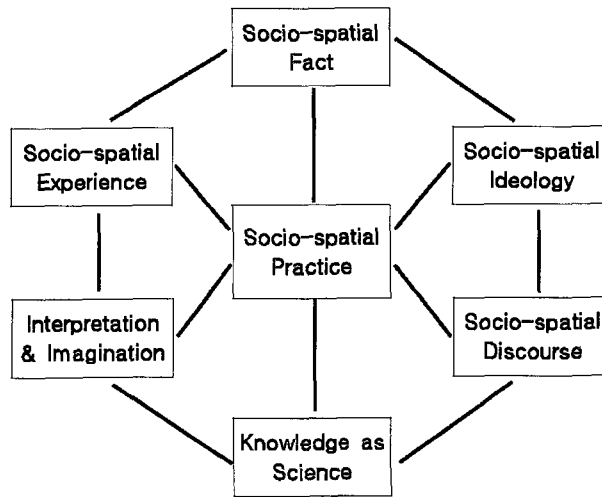 Socio-spatial
Fact
Socio-spatial
Experience
Socio-spatial
Ideology
Socio-spatial
Practice
Interpretation
& Imagination
Socio-spatial
Discourse
Knowledge as
Science